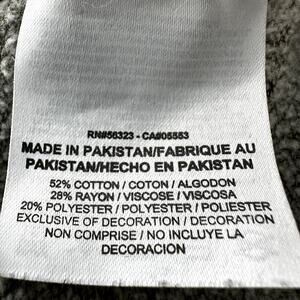 RN#56323 - CA#05553
MADE IN PAKISTAN/FABRIQUE AU
PAKISTAN/HECHO EN PAKISTAN
52% COTTON / COTON / ALGODON
28% RAYON / VISCOSE / VISCOSA
20% POLYESTER / POLYESTER / POLIESTER
EXCLUSIVE OF DECORATION / DECORATION
NON COMPRISE / NO INCLUYE LA
DECORACION